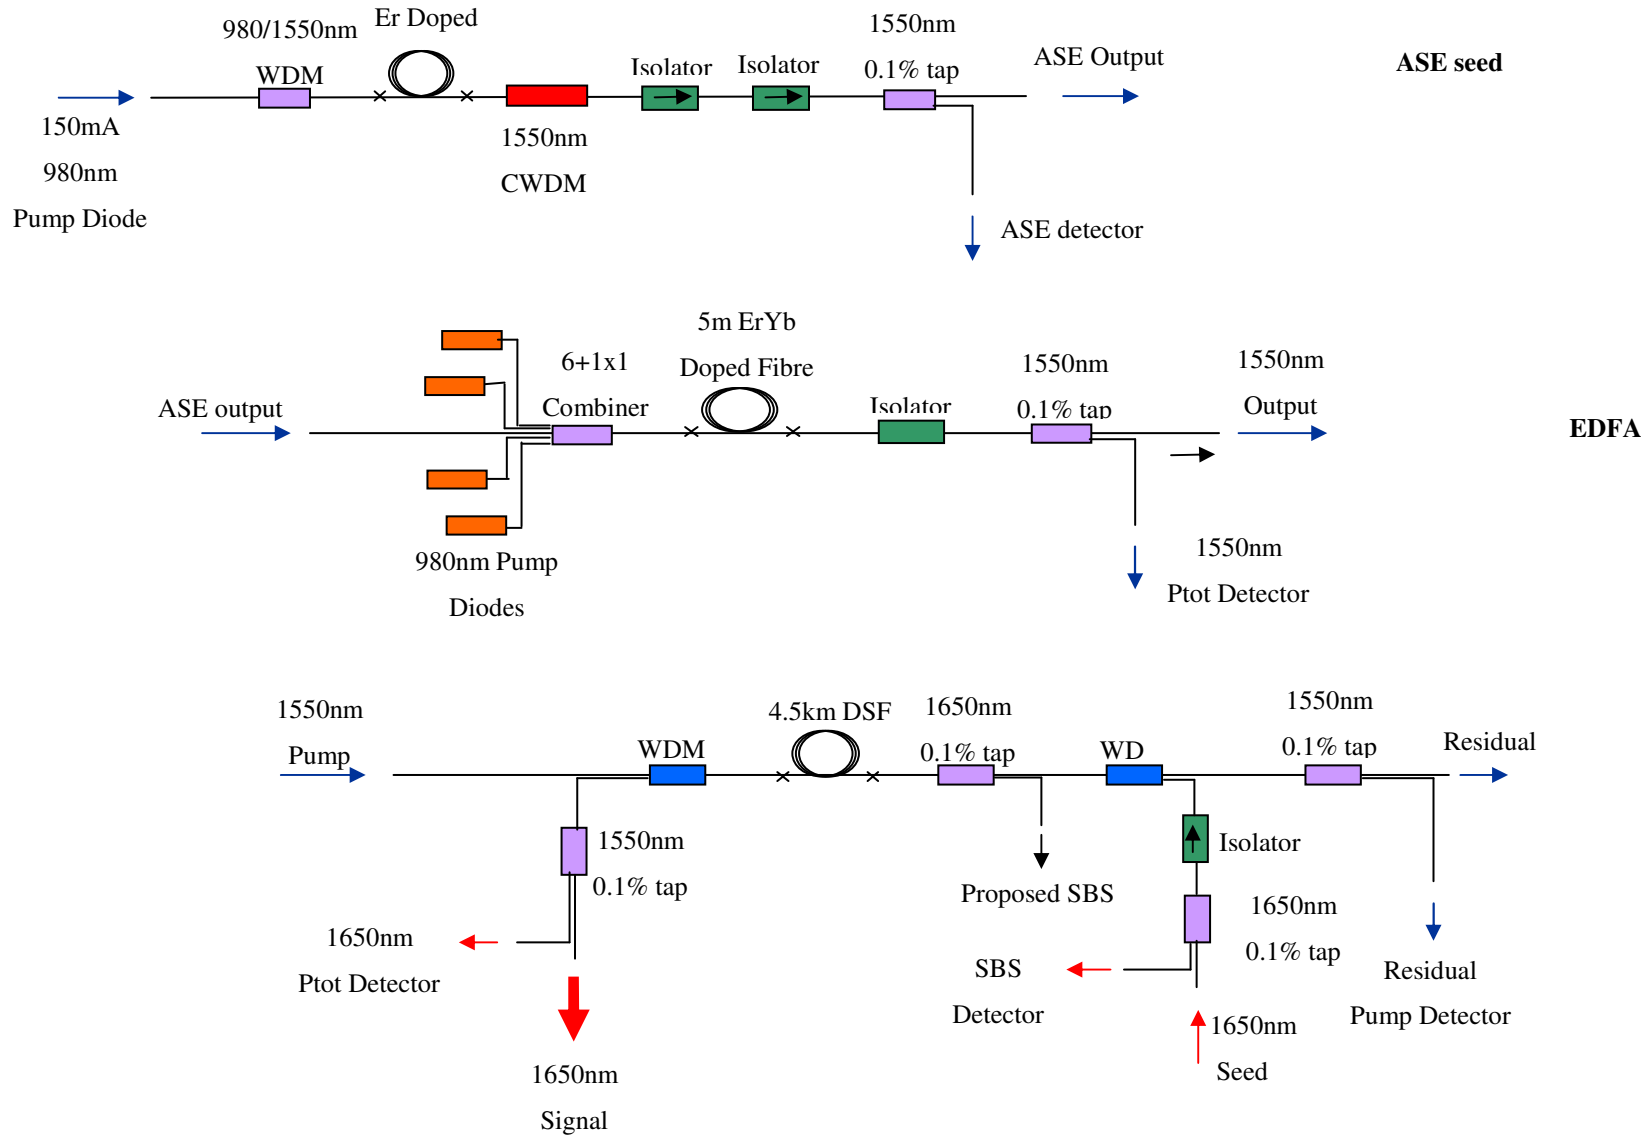 980/1550nm
WDM
Er Doped
150mA
980nm
Pump Diode
1550nm
CWDM
Isolator
Isolator
1550nm
0.1% tap
ASE Output
ASE detector
ASE seed
ASE output
6+1x1
Combiner
980nm Pump
Diodes
5m ErYb
Doped Fibre
Isolator
1550nm
0.1% tap
1550nm
Output
1550nm
Ptot Detector
EDFA
1550nm
Pump
WDM
4.5km DSF
1650nm
0.1% tap
WD
1550nm
0.1% tap
Residual
1550nm
0.1% tap
Proposed SBS
Isolator
1650nm
0.1% tap
1650nm
Ptot Detector
SBS
Detector
Residual
Pump Detector
1650nm
Seed
1650nm
Signal